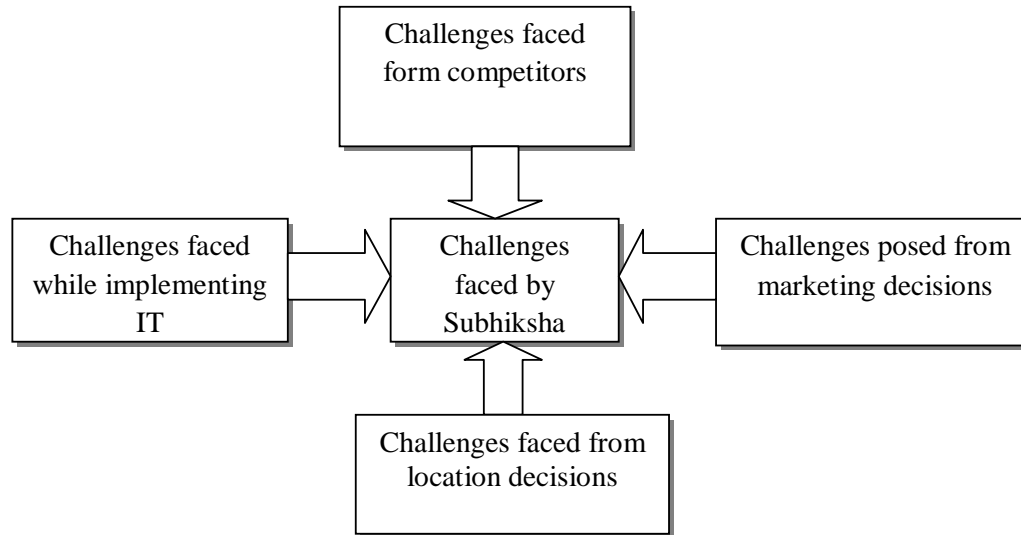 Challenges faced
form competitors
Challenges faced
while implementing
IT
Challenges
faced by
Subhiksha
Challenges posed from
marketing decisions
Challenges faced from
location decisions